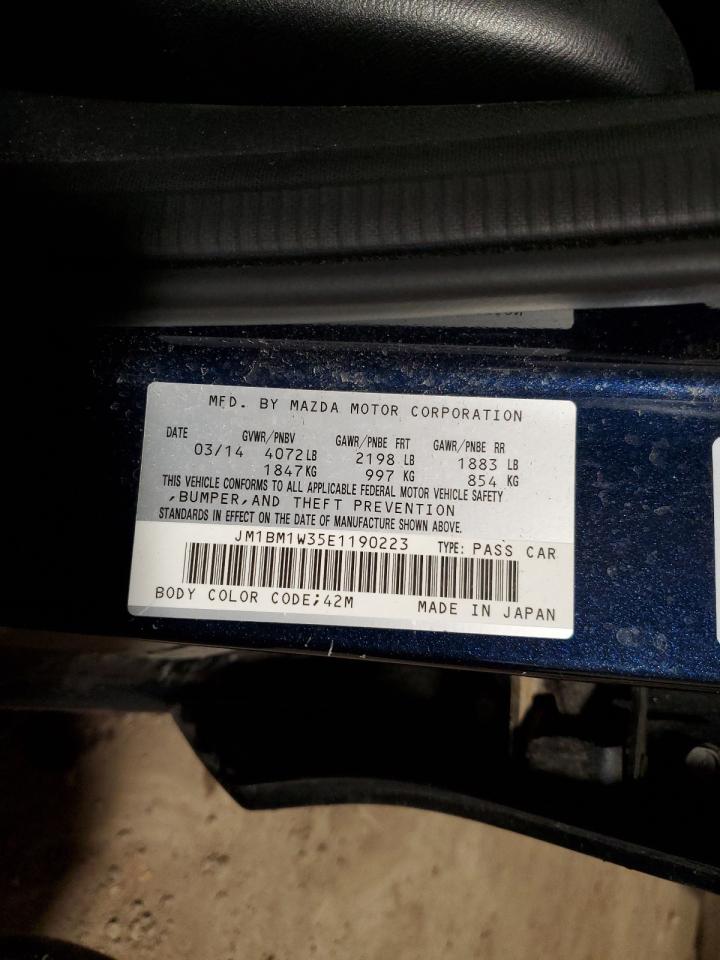 MFD. BY MAZDA MOTOR CORPORATION
DATE GVWR/PNBV GAWR/PNBE FRT GAWR/PNBE RR
03/14 4072LB 2198 LB 1883 LB
1847KG 997 KG 854 KG
THIS VEHICLE CONFORMS TO ALL APPLICABLE FEDERAL MOTOR VEHICLE SAFETY
,BUMPER,AND THEFT PREVENTION
STANDARDS IN EFFECT ON THE DATE OF MANUFACTURE SHOWN ABOVE.
JM1BM1W35E1190223 TYPE: PASS CAR
BODY COLOR CODE;42M MADE IN JAPAN